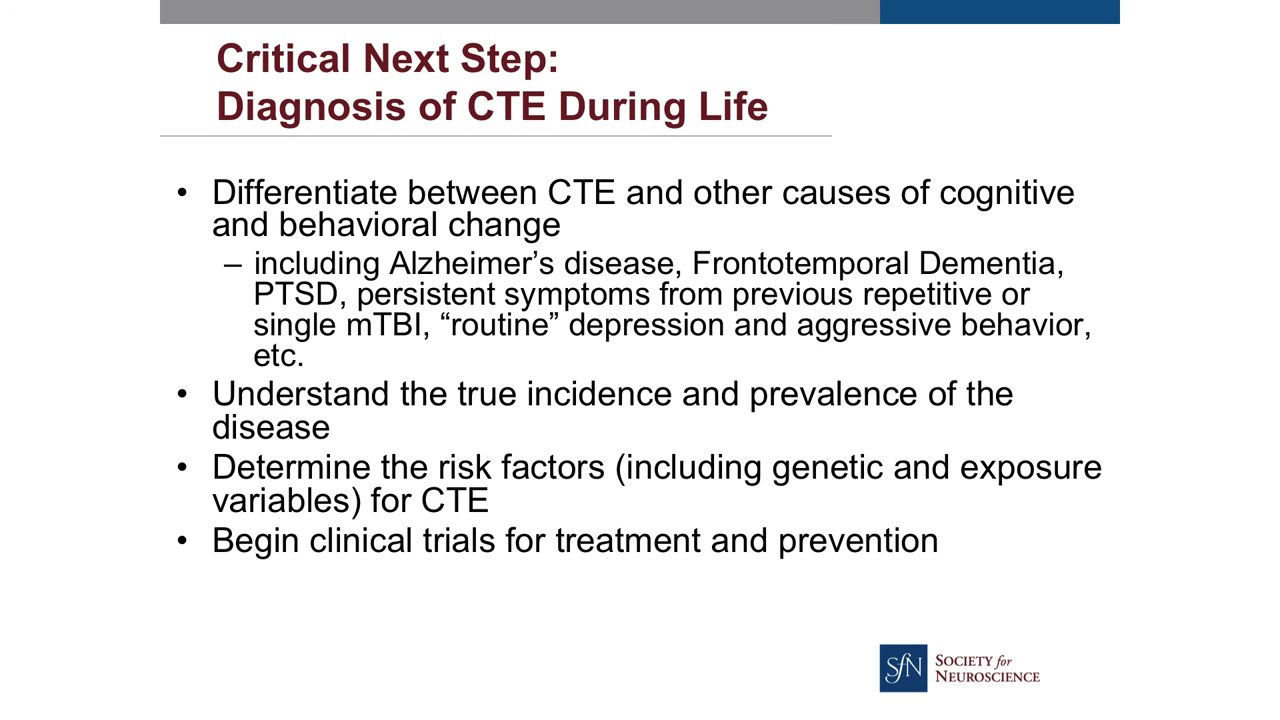 Critical Next Step:
Diagnosis of CTE During Life
• Differentiate between CTE and other causes of cognitive
and behavioral change
– including Alzheimer’s disease, Frontotemporal Dementia,
PTSD, persistent symptoms from previous repetitive or
single mTBI, “routine” depression and aggressive behavior,
etc.
• Understand the true incidence and prevalence of the
disease
• Determine the risk factors (including genetic and exposure
variables) for CTE
• Begin clinical trials for treatment and prevention
SfN
SOCIETY for
NEUROSCIENCE